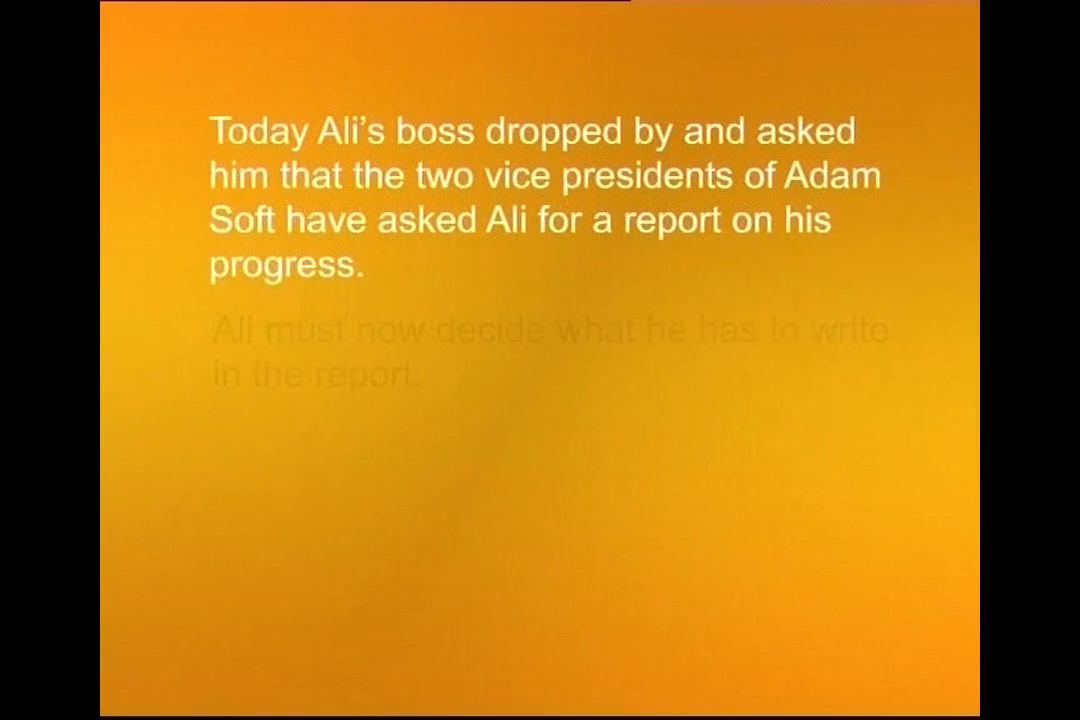 Today Ali’s boss dropped by and asked
him that the two vice presidents of Adam
Soft have asked Ali for a report on his
progress.
Ali must now decide what he has to write
in the report.